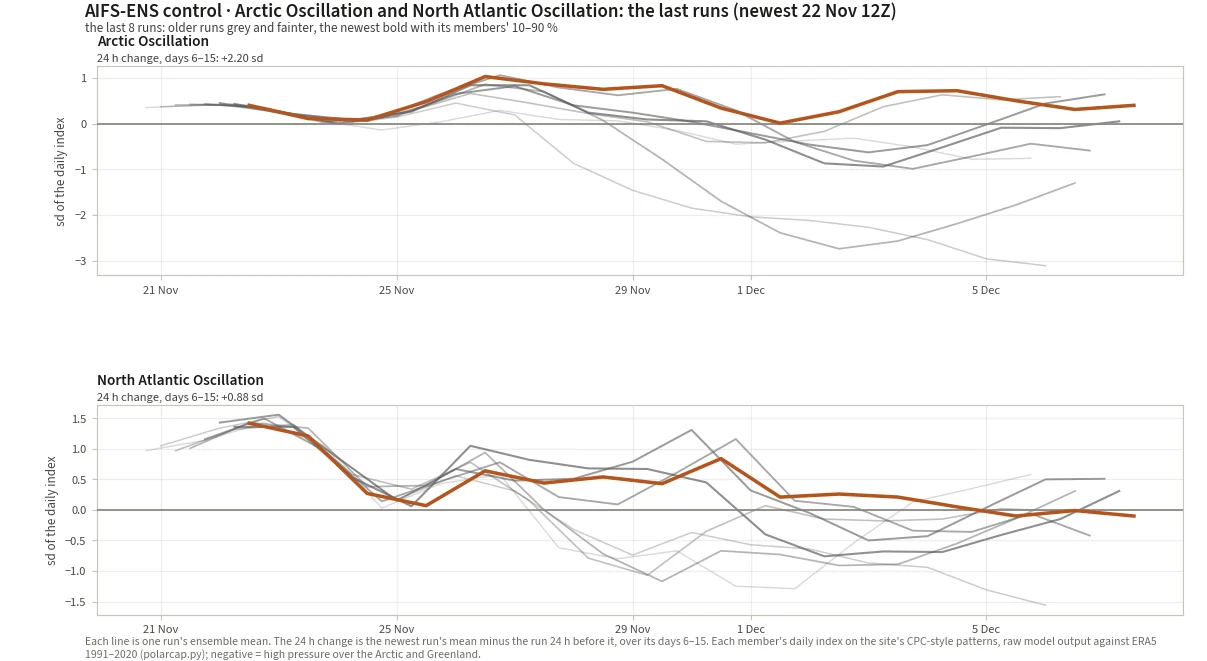 AIFS-ENS control · Arctic Oscillation and North Atlantic Oscillation: the last runs (newest 22 Nov 12Z)
the last 8 runs: older runs grey and fainter, the newest bold with its members' 10–90 %
Arctic Oscillation
24 h change, days 6–15: +2.20 sd
sd of the daily index
1
0
−1
−2
−3
21 Nov
25 Nov
29 Nov
1 Dec
5 Dec
North Atlantic Oscillation
24 h change, days 6–15: +0.88 sd
sd of the daily index
1.5
1.0
0.5
0.0
−0.5
−1.0
−1.5
21 Nov
25 Nov
29 Nov
1 Dec
5 Dec
Each line is one run's ensemble mean. The 24 h change is the newest run's mean minus the run 24 h before it, over its days 6–15. Each member's daily index on the site's CPC-style patterns, raw model output against ERA5
1991–2020 (polarcap.py); negative = high pressure over the Arctic and Greenland.